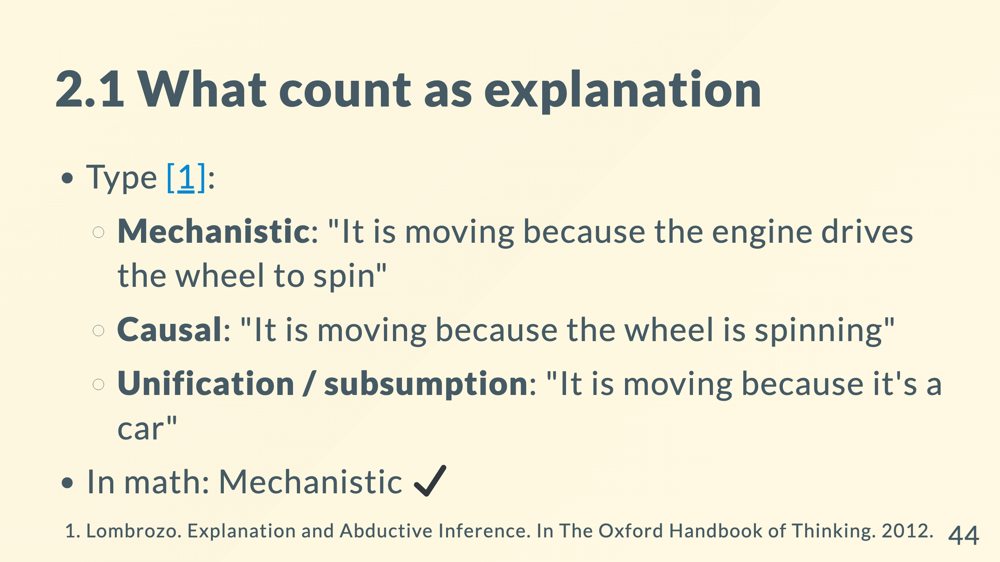 2.1 What count as explanation
• Type [1]:
○ Mechanistic: "It is moving because the engine drives
the wheel to spin"
○ Causal: "It is moving because the wheel is spinning"
○ Unification / subsumption: "It is moving because it's a
car"
• In math: Mechanistic ✔
1. Lombrozo. Explanation and Abductive Inference. In The Oxford Handbook of Thinking. 2012.
44